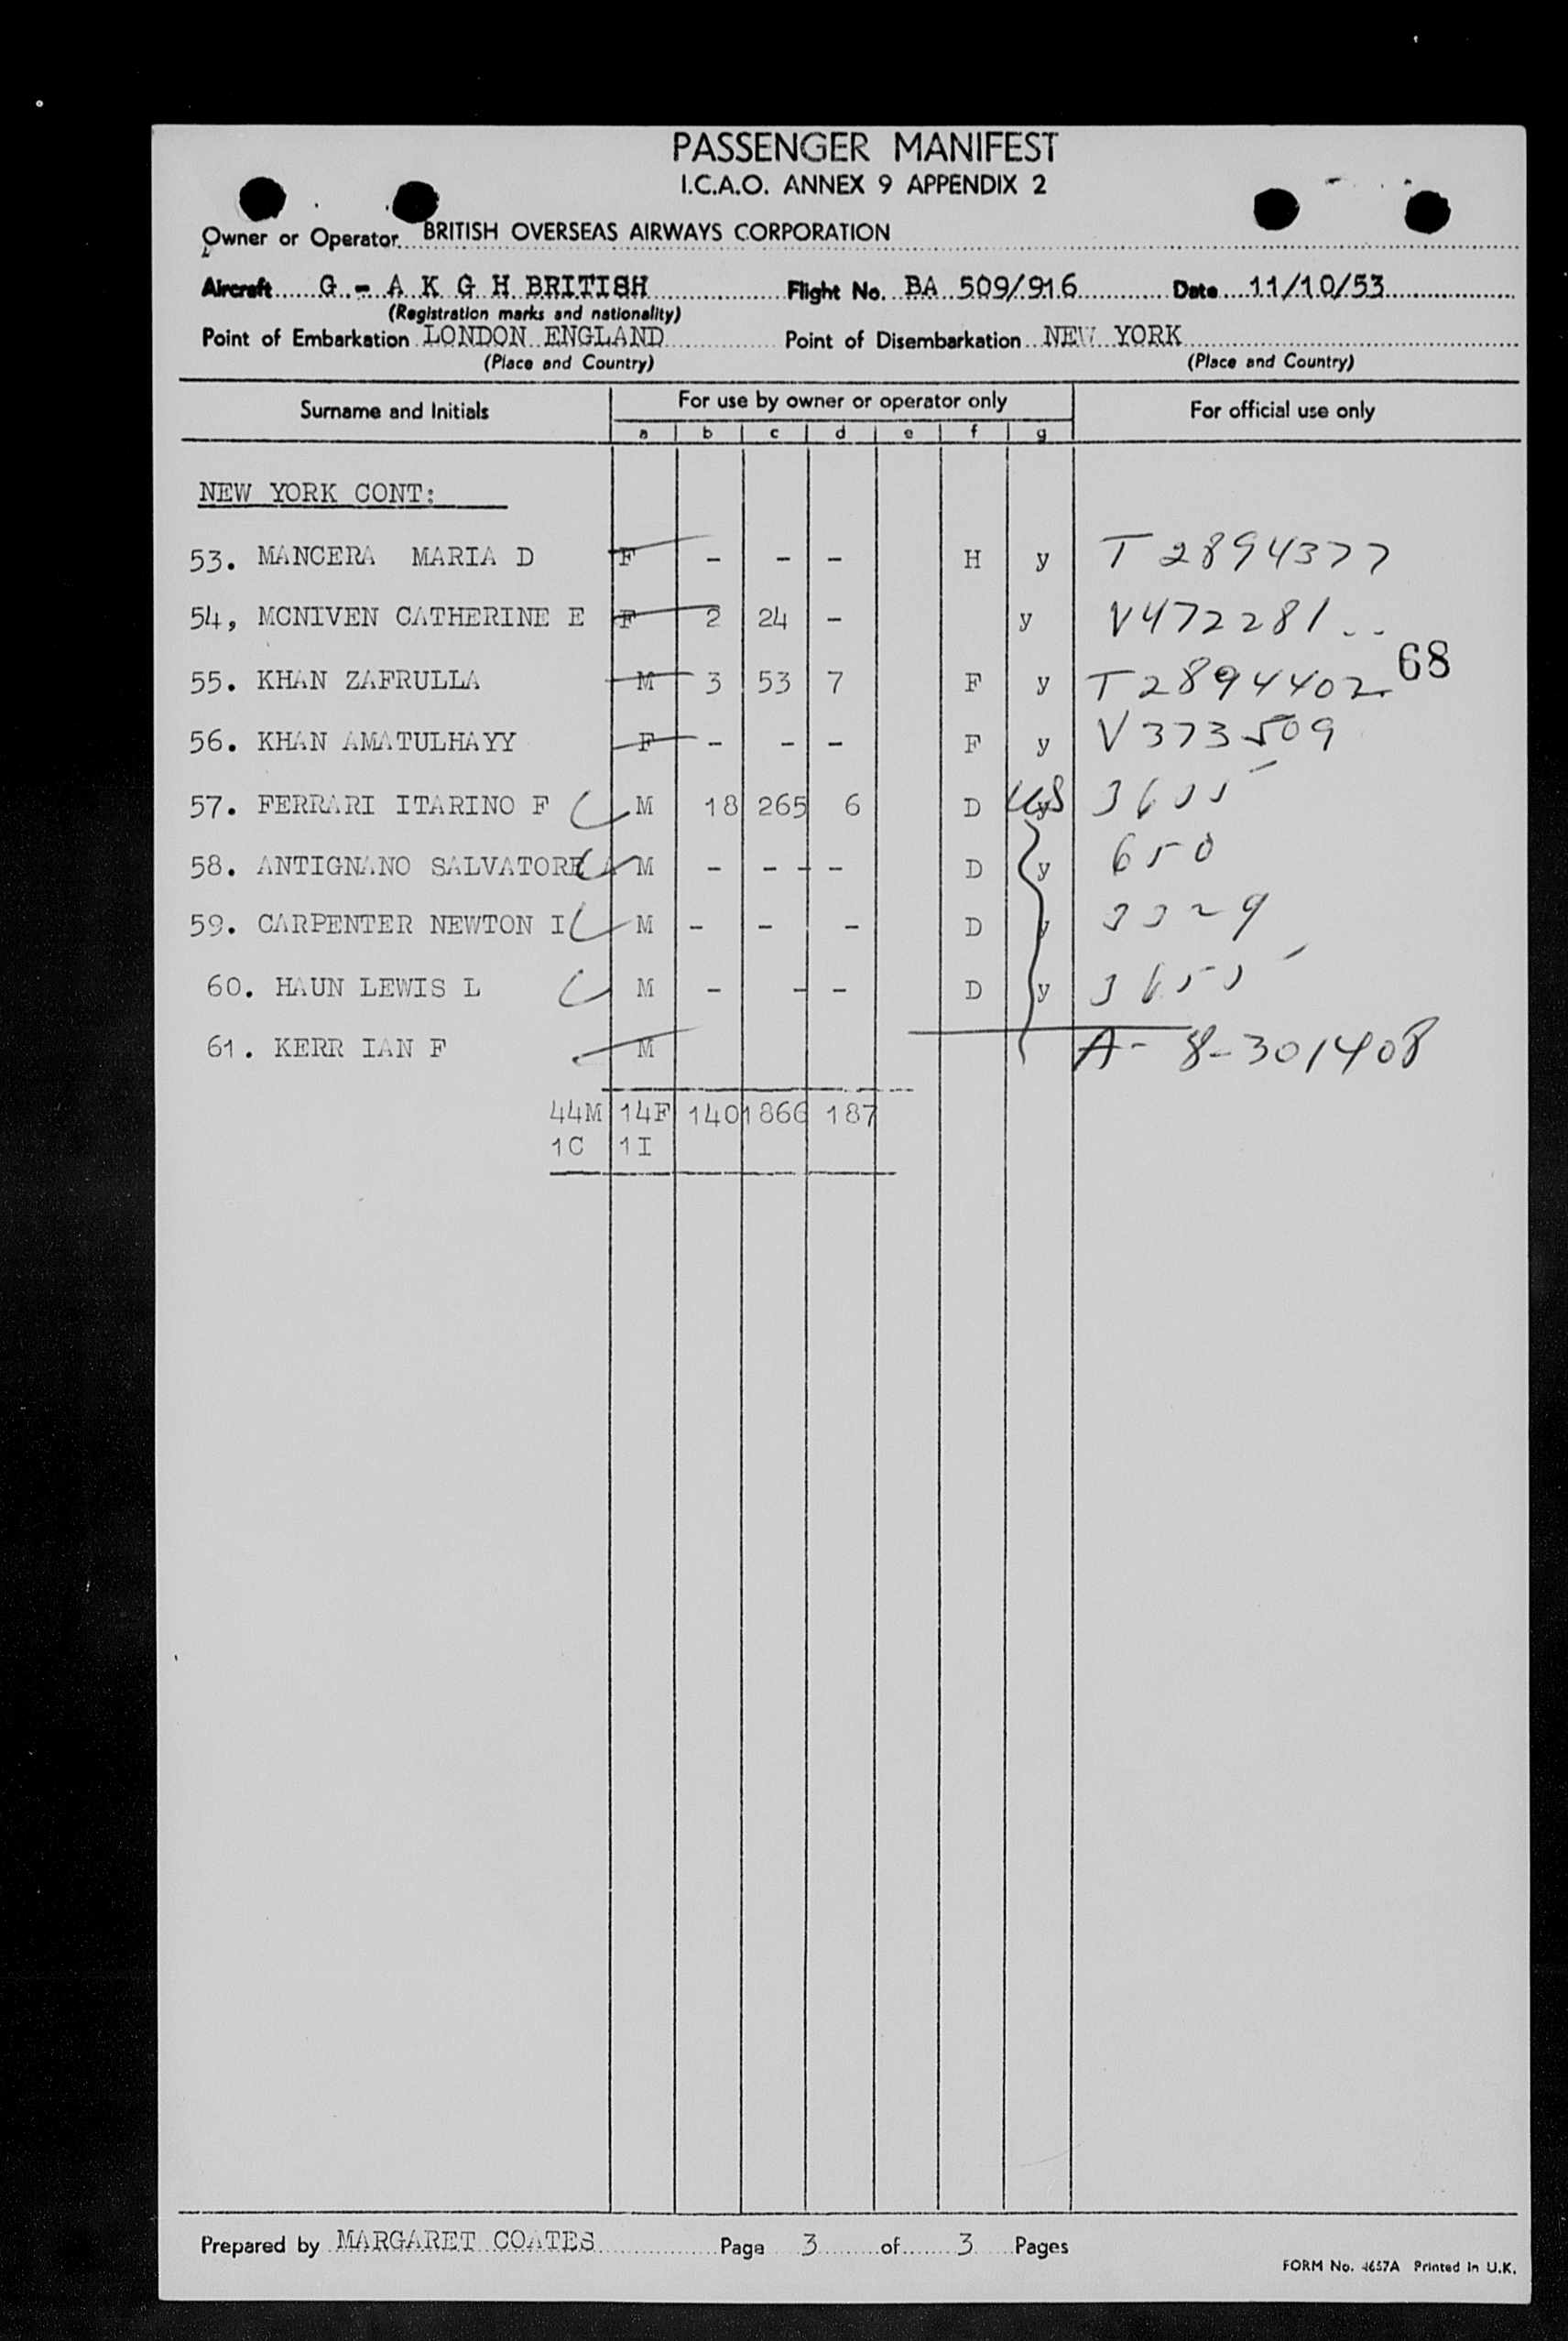 PASSENGER MANIFEST
I.C.A.O. ANNEX 9 APPENDIX 2
Owner or Operator BRITISH OVERSEAS AIRWAYS CORPORATION
Aircraft G - A K G H BRITISH Flight No. BA 509/916 Date 11/10/53
(Registration marks and nationality)
Point of Embarkation LONDON ENGLAND Point of Disembarkation NEW YORK
(Place and Country) (Place and Country)
Surname and Initials For use by owner or operator only For official use only
a b c d e f g
NEW YORK CONT:
53. MANCERA MARIA D F - - - H y T 2894377
54, MCNIVEN CATHERINE E F 2 24 - y V472281
68
55. KHAN ZAFRULLA M 3 53 7 F y T2894402
56. KHAN AMATULHAYY F - - - F y V373509
57. FERRARI ITARINO F M 18 265 6 D US
58. ANTIGNANO SALVATORE M - - - - D y 650
59. CARPENTER NEWTON I M - - - D y
60. HAUN LEWIS L M - - - D y
61. KERR IAN F M A- 8-301408
44M 14F 140 1866 187
1C 1I
Prepared by MARGARET COATES Page 3 of 3 Pages
FORM No. 4657A Printed in U.K.